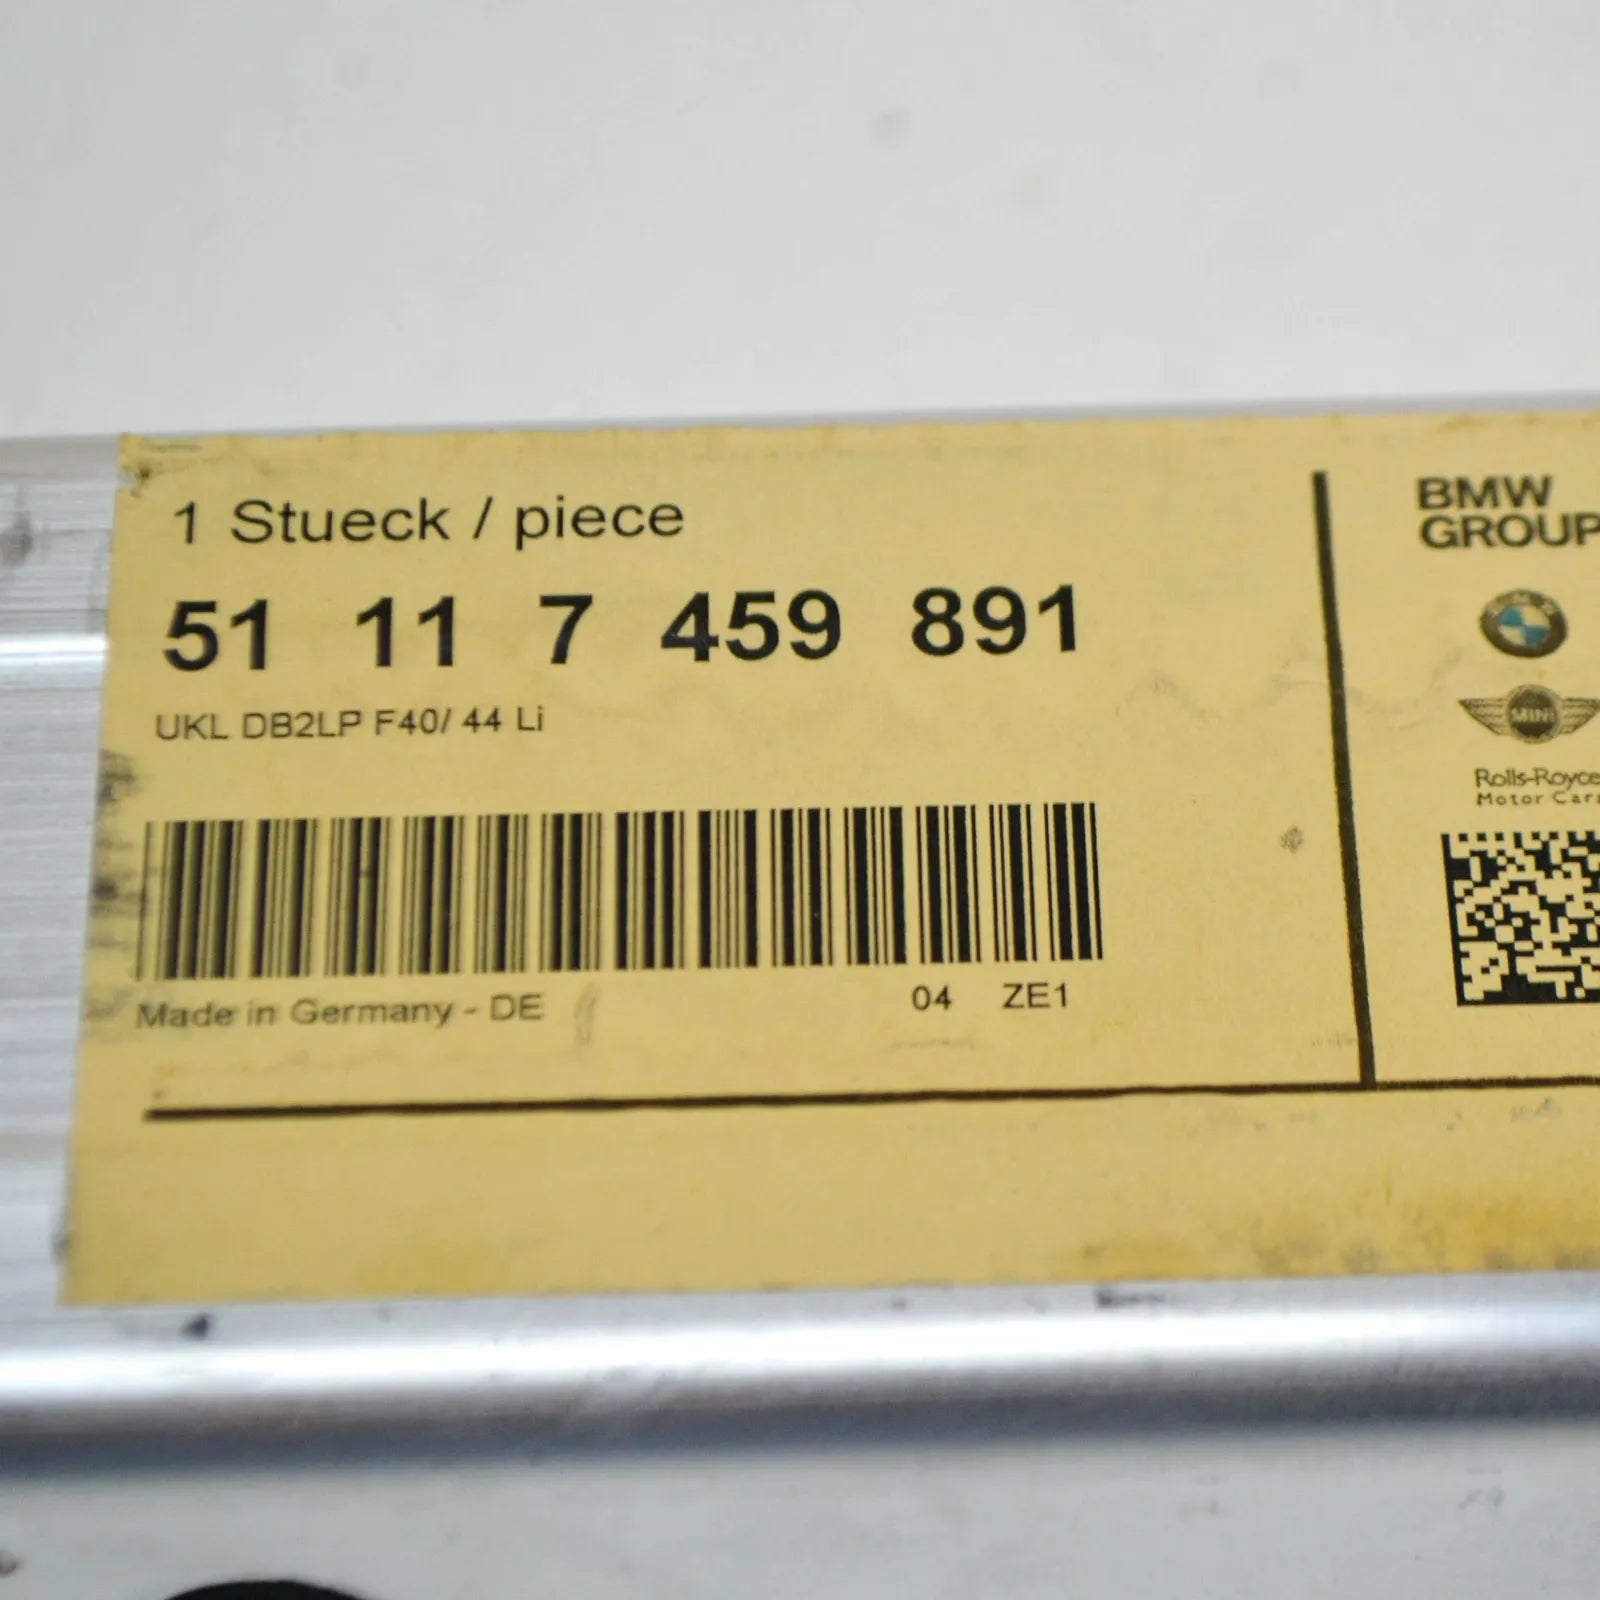 1 Stueck / piece
51 11 7 459 891
UKL DB2LP F40/ 44 Li
Made in Germany - DE
04 ZE1
BMW
GROUP
MINI
Rolls-Royce
Motor Cars